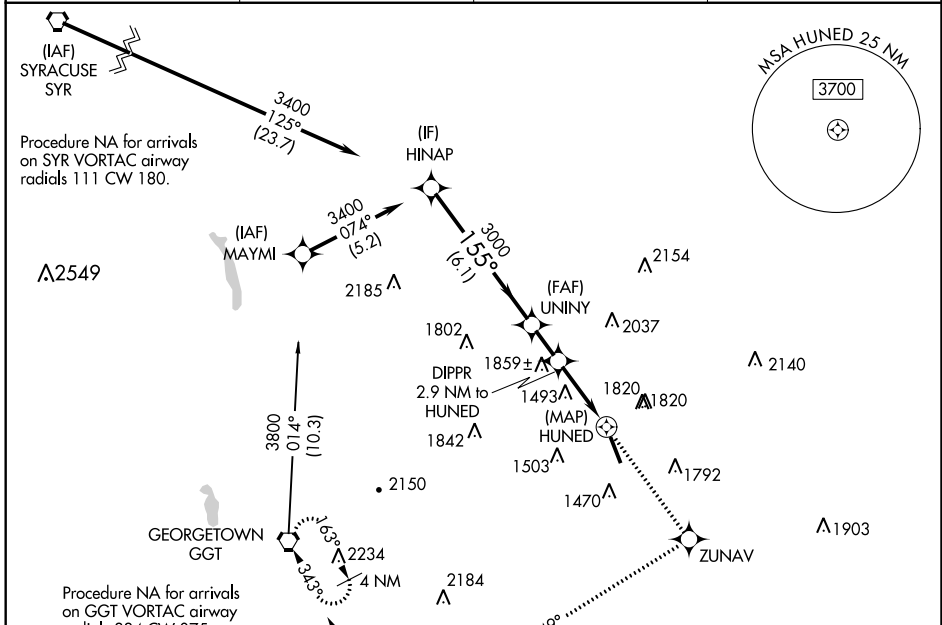 (IAF)
SYRACUSE
SYR
3400
125°
(23.7)
MSA HUNED 25 NM
3700
Procedure NA for arrivals
on SYR VORTAC airway
radials 111 CW 180.
(IF)
HINAP
3400
074°
(5.2)
(IAF)
MAYMI
3000
155°
(6.1)
2549
2185
2154
(FAF)
UNINY
2037
1802
1859±
2140
DIPPR
2.9 NM to
HUNED
1493
1820
1820
(MAP)
HUNED
1842
1503
1792
3800
014°
(10.3)
2150
1470
1903
GEORGETOWN
GGT
163°
343°
2234
4 NM
ZUNAV
2184
Procedure NA for arrivals
on GGT VORTAC airway